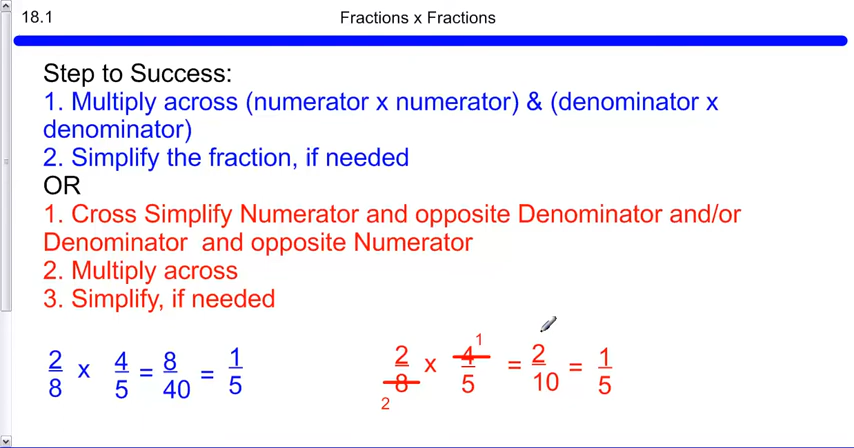 18.1 Fractions x Fractions
Step to Success:
1. Multiply across (numerator x numerator) & (denominator x
denominator)
2. Simplify the fraction, if needed
OR
1. Cross Simplify Numerator and opposite Denominator and/or
Denominator and opposite Numerator
2. Multiply across
3. Simplify, if needed
2/8 x 4/5 = 8/40 = 1/5
2/8 2 x 4 1/5 = 2/10 = 1/5